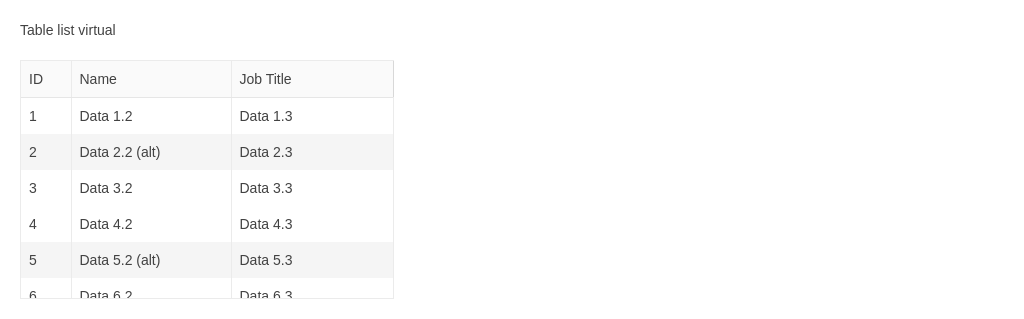 Table list virtual
ID Name Job Title
1 Data 1.2 Data 1.3
2 Data 2.2 (alt) Data 2.3
3 Data 3.2 Data 3.3
4 Data 4.2 Data 4.3
5 Data 5.2 (alt) Data 5.3
6 Data 6.2 Data 6.3